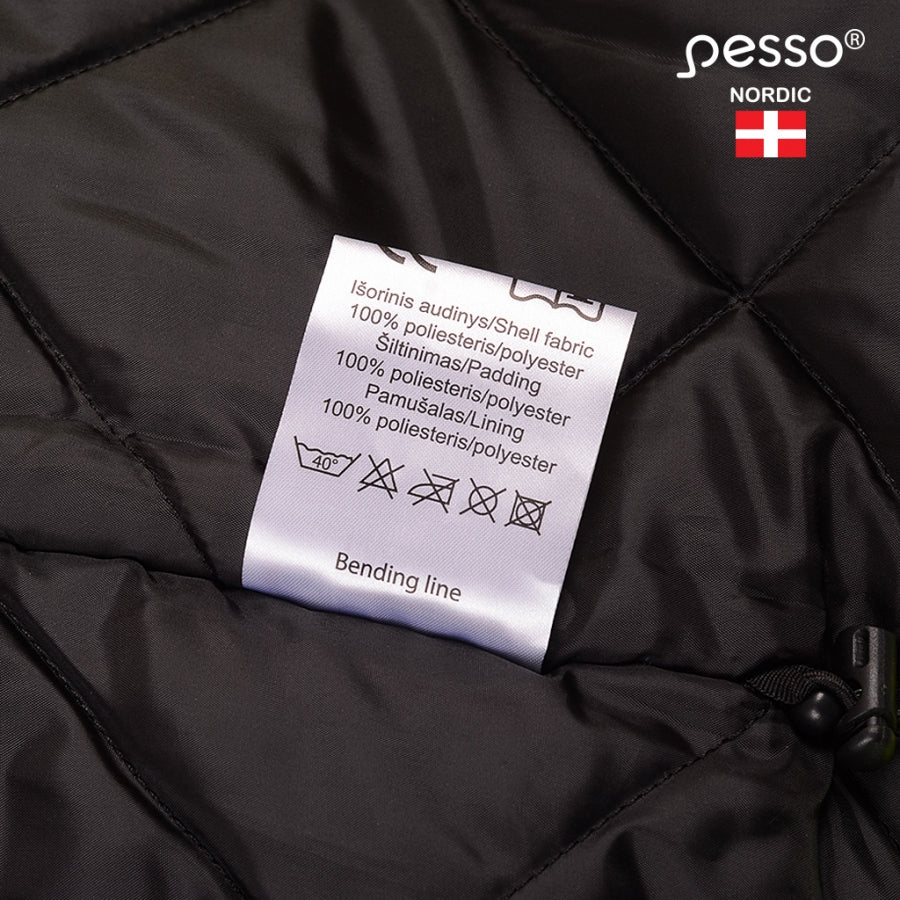 pesso®
NORDIC
Išorinis audinys/Shell fabric
100% poliesteris/polyester
Šiltinimas/Padding
100% poliesteris/polyester
Pamušalas/Lining
100% poliesteris/polyester
40°
Bending line